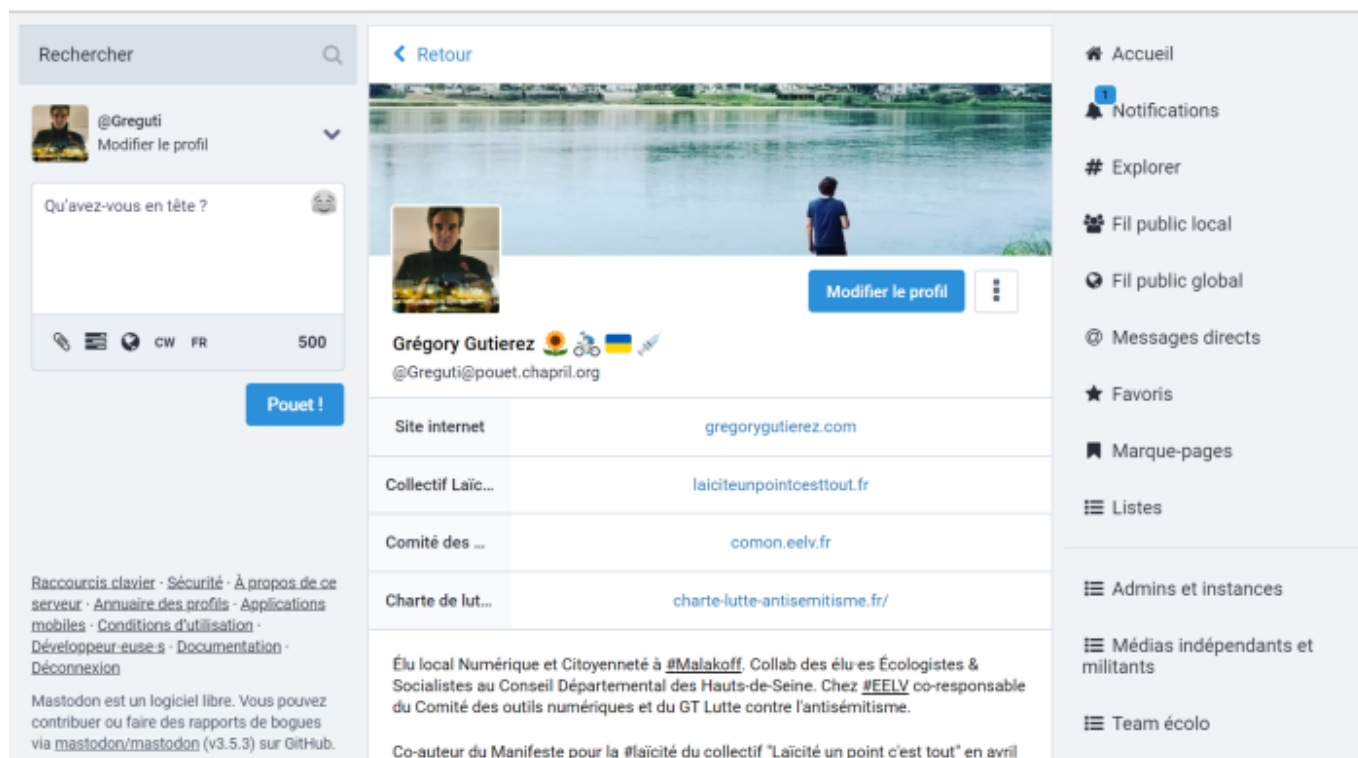 Rechercher
@Greguti
Modifier le profil
Qu'avez-vous en tête ?
CW FR 500
Pouet !
Raccourcis clavier · Sécurité · À propos de ce
serveur · Annuaire des profils · Applications
mobiles · Conditions d'utilisation ·
Développeur·euse·s · Documentation ·
Déconnexion
Mastodon est un logiciel libre. Vous pouvez
contribuer ou faire des rapports de bogues
via mastodon/mastodon (v3.5.3) sur GitHub.
Retour
Modifier le profil
Grégory Gutierez 🌻 🚴 🇺🇦 💉
@Greguti@pouet.chapril.org
Site internet gregorygutierez.com
Collectif Laïc... laiciteunpointcesttout.fr
Comité des ... comon.eelv.fr
Charte de lut... charte-lutte-antisemitisme.fr/
Élu local Numérique et Citoyenneté à #Malakoff. Collab des élu·es Écologistes &
Socialistes au Conseil Départemental des Hauts-de-Seine. Chez #EELV co-responsable
du Comité des outils numériques et du GT Lutte contre l'antisémitisme.
Co-auteur du Manifeste pour la #laïcité du collectif "Laïcité un point c'est tout" en avril
Accueil
1
Notifications
# Explorer
Fil public local
Fil public global
@ Messages directs
Favoris
Marque-pages
Listes
Admins et instances
Médias indépendants et
militants
Team écolo